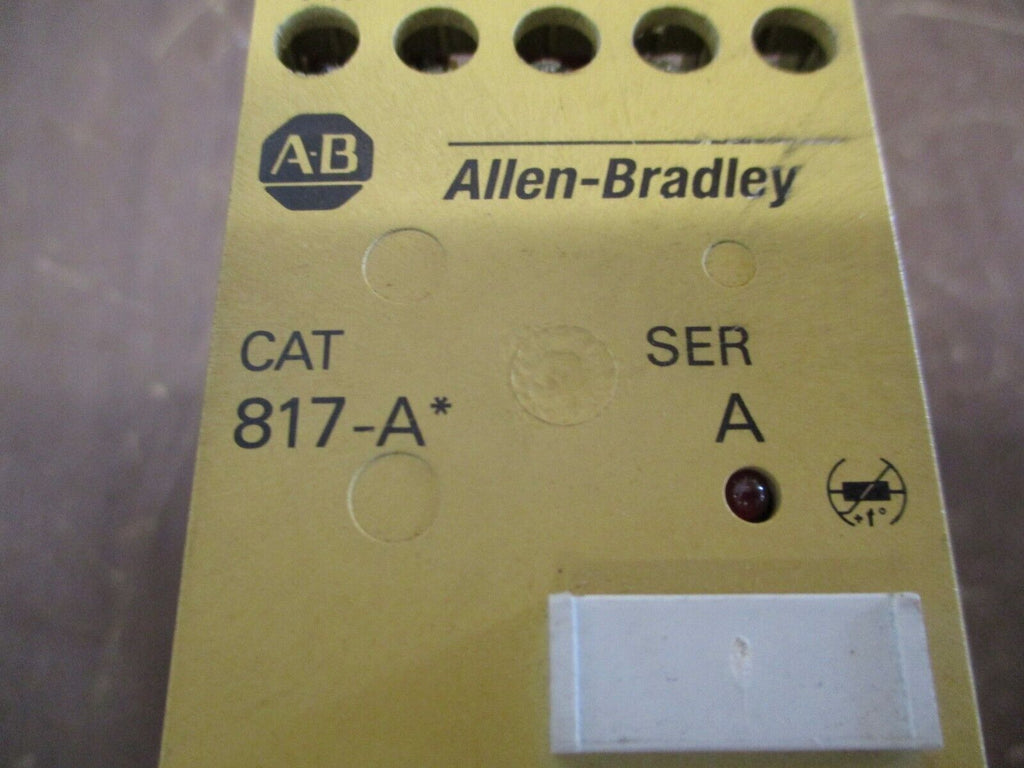 A-B
Allen-Bradley
CAT SER
817-A* A
+t°